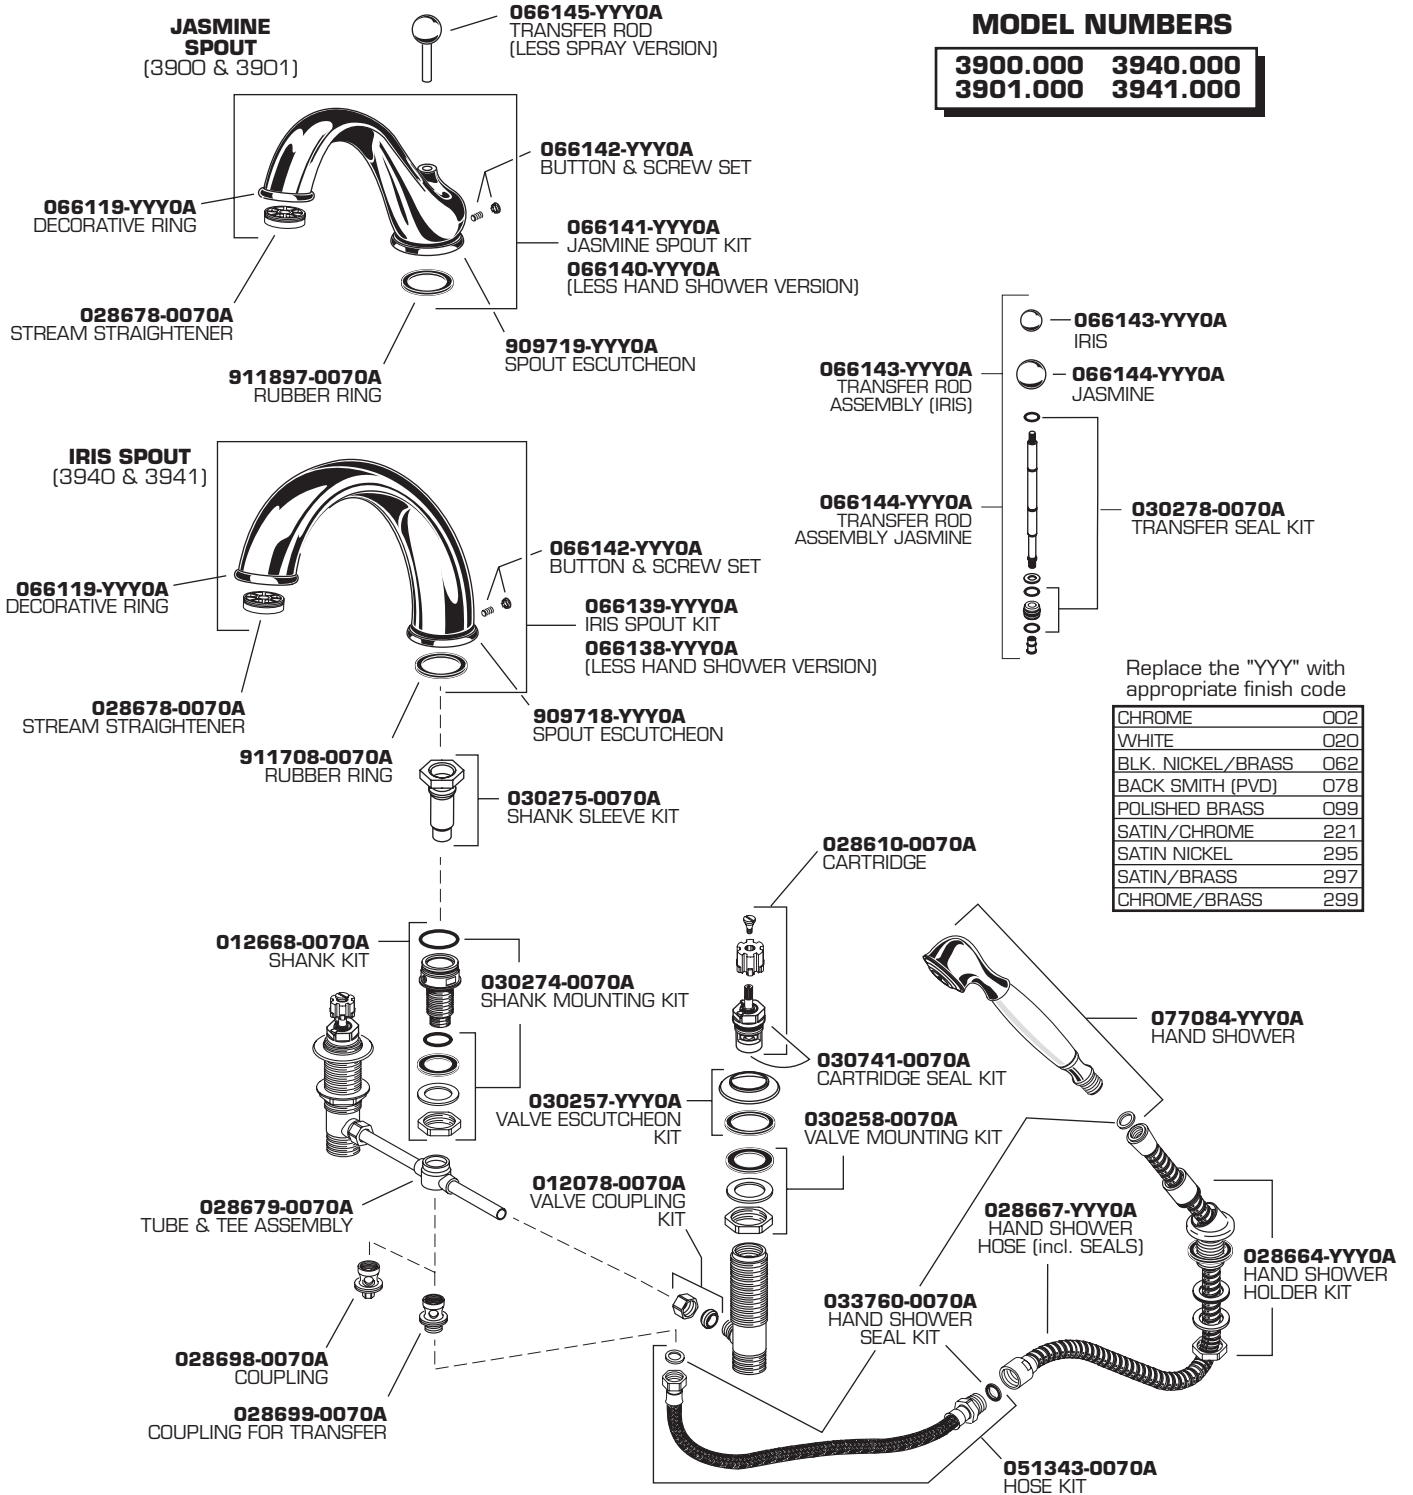 JASMINE
SPOUT
(3900 & 3901)
066145-YYY0A
TRANSFER ROD
(LESS SPRAY VERSION)
MODEL NUMBERS
3900.000 3940.000
3901.000 3941.000
066142-YYY0A
BUTTON & SCREW SET
066119-YYY0A
DECORATIVE RING
066141-YYY0A
JASMINE SPOUT KIT
066140-YYY0A
(LESS HAND SHOWER VERSION)
028678-0070A
STREAM STRAIGHTENER
909719-YYY0A
SPOUT ESCUTCHEON
911897-0070A
RUBBER RING
066143-YYY0A
IRIS
066143-YYY0A
TRANSFER ROD
ASSEMBLY (IRIS)
066144-YYY0A
JASMINE
066144-YYY0A
TRANSFER ROD
ASSEMBLY JASMINE
030278-0070A
TRANSFER SEAL KIT
IRIS SPOUT
(3940 & 3941)
066142-YYY0A
BUTTON & SCREW SET
066119-YYY0A
DECORATIVE RING
066139-YYY0A
IRIS SPOUT KIT
066138-YYY0A
(LESS HAND SHOWER VERSION)
028678-0070A
STREAM STRAIGHTENER
909718-YYY0A
SPOUT ESCUTCHEON
911708-0070A
RUBBER RING
Replace the "YYY" with
appropriate finish code
CHROME 002
WHITE 020
BLK. NICKEL/BRASS 062
BACK SMITH (PVD) 078
POLISHED BRASS 099
SATIN/CHROME 221
SATIN NICKEL 295
SATIN/BRASS 297
CHROME/BRASS 299
030275-0070A
SHANK SLEEVE KIT
028610-0070A
CARTRIDGE
012668-0070A
SHANK KIT
030274-0070A
SHANK MOUNTING KIT
077084-YYY0A
HAND SHOWER
030741-0070A
CARTRIDGE SEAL KIT
030257-YYY0A
VALVE ESCUTCHEON
KIT
030258-0070A
VALVE MOUNTING KIT
012078-0070A
VALVE COUPLING
KIT
028679-0070A
TUBE & TEE ASSEMBLY
028667-YYY0A
HAND SHOWER
HOSE (incl. SEALS)
028664-YYY0A
HAND SHOWER
HOLDER KIT
033760-0070A
HAND SHOWER
SEAL KIT
028698-0070A
COUPLING
028699-0070A
COUPLING FOR TRANSFER
051343-0070A
HOSE KIT